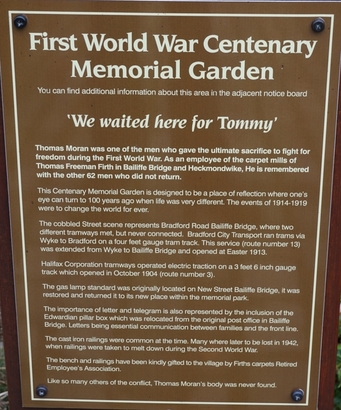 First World War Centenary
Memorial Garden
You can find additional information about this area in the adjacent notice board
'We waited here for Tommy'
Thomas Moran was one of the men who gave the ultimate sacrifice to fight for
freedom during the First World War. As an employee of the carpet mills of
Thomas Freeman Firth in Bailiffe Bridge and Heckmondwike, He is remembered
with the other 62 men who did not return.
This Centenary Memorial Garden is designed to be a place of reflection where one's
eye can turn to 100 years ago when life was very different. The events of 1914-1919
were to change the world for ever.
The cobbled Street scene represents Bradford Road Bailiffe Bridge, where two
different tramways met, but never connected. Bradford City Transport ran trams via
Wyke to Bradford on a four feet gauge tram track. This service (route number 13)
was extended from Wyke to Bailiffe Bridge and opened at Easter 1913.
Halifax Corporation tramways operated electric traction on a 3 feet 6 inch gauge
track which opened in October 1904 (route number 3).
The gas lamp standard was originally located on New Street Bailiffe Bridge, it was
restored and returned it to its new place within the memorial park.
The importance of letter and telegram is also represented by the inclusion of the
Edwardian pillar box which was relocated from the original post office in Bailiffe
Bridge. Letters being essential communication between families and the front line.
The cast iron railings were common at the time. Many where later to be lost in 1942,
when railings were taken to melt down during the Second World War.
The bench and railings have been kindly gifted to the village by Firths carpets Retired
Employee's Association.
Like so many others of the conflict, Thomas Moran's body was never found.